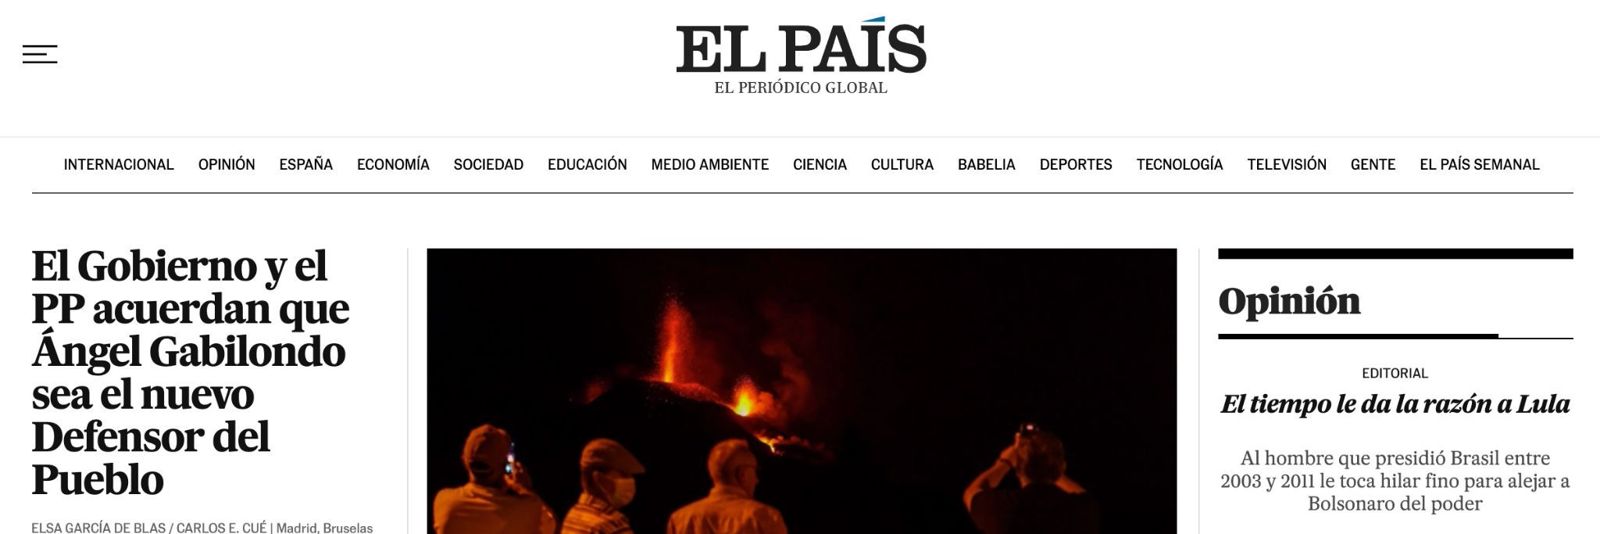 EL PAÍS
EL PERIÓDICO GLOBAL
INTERNACIONAL OPINIÓN ESPAÑA ECONOMÍA SOCIEDAD EDUCACIÓN MEDIO AMBIENTE CIENCIA CULTURA BABELIA DEPORTES TECNOLOGÍA TELEVISIÓN GENTE EL PAÍS SEMANAL
El Gobierno y el
PP acuerdan que
Ángel Gabilondo
sea el nuevo
Defensor del
Pueblo
ELSA GARCÍA DE BLAS / CARLOS E. CUÉ | Madrid, Bruselas
Opinión
EDITORIAL
El tiempo le da la razón a Lula
Al hombre que presidió Brasil entre
2003 y 2011 le toca hilar fino para alejar a
Bolsonaro del poder